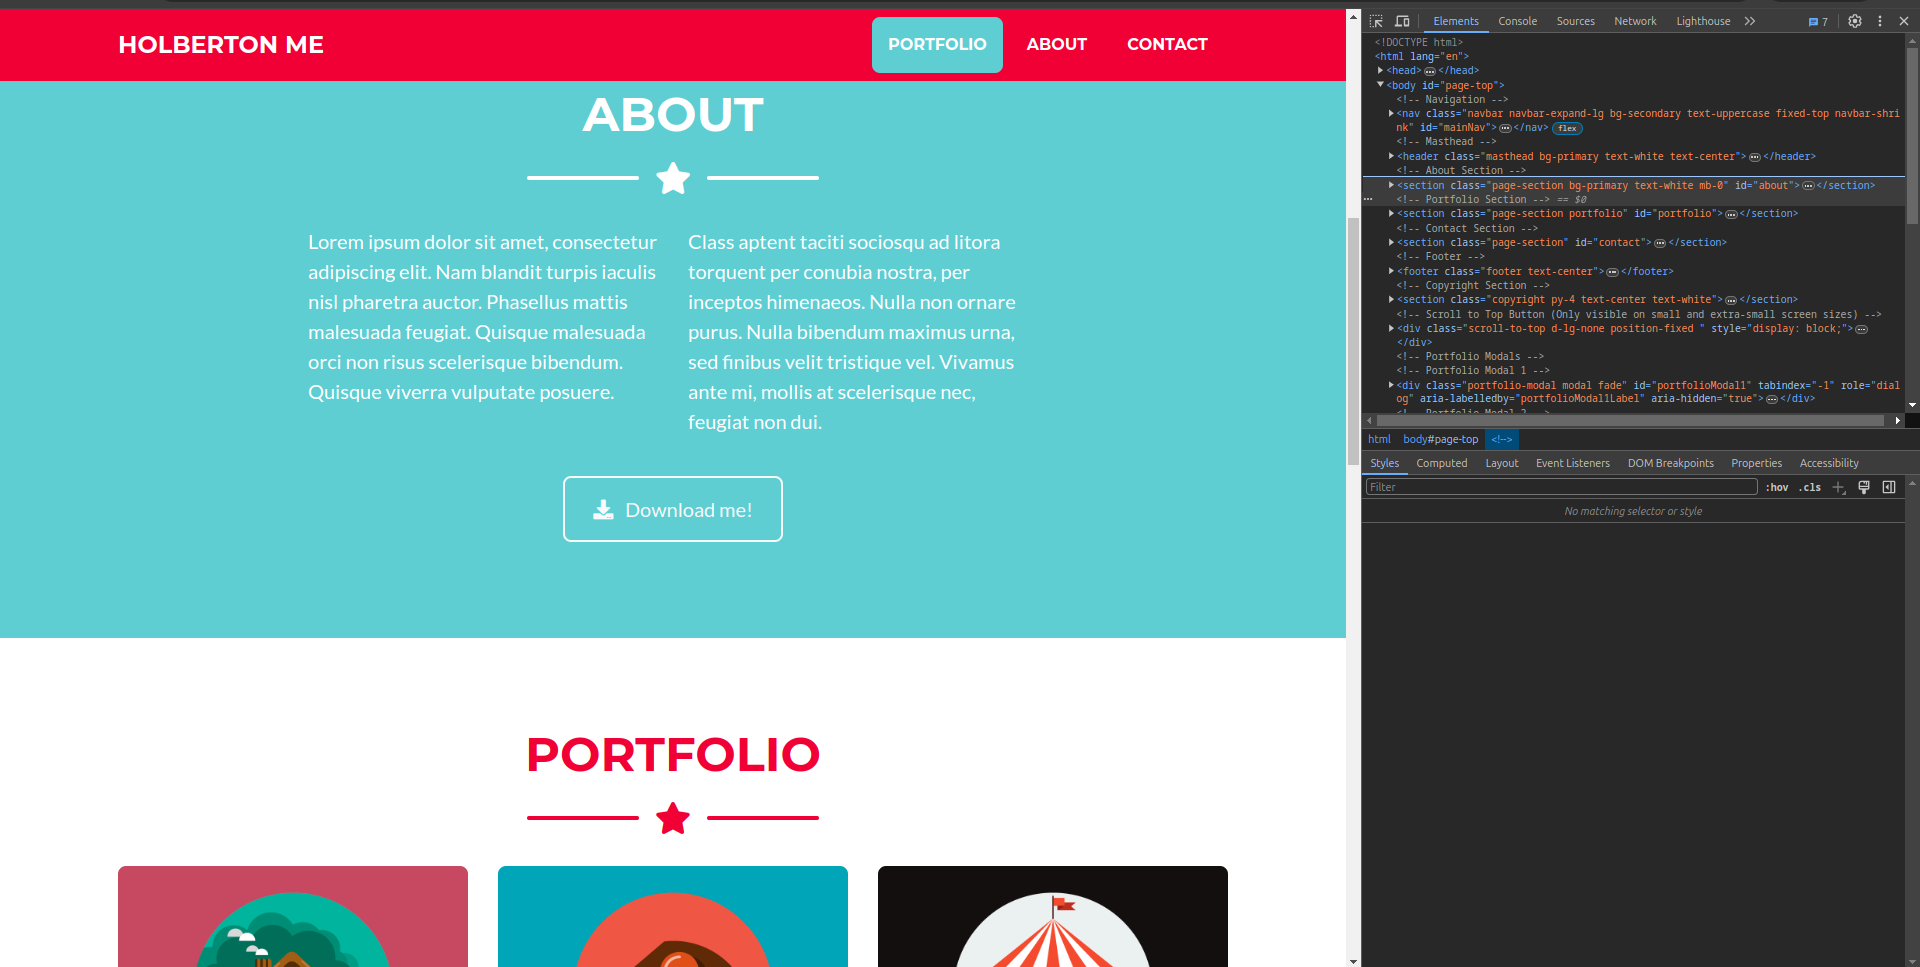 HOLBERTON ME
PORTFOLIO
ABOUT
CONTACT
ABOUT
Lorem ipsum dolor sit amet, consectetur
adipiscing elit. Nam blandit turpis iaculis
nisl pharetra auctor. Phasellus mattis
malesuada feugiat. Quisque malesuada
orci non risus scelerisque bibendum.
Quisque viverra vulputate posuere.
Class aptent taciti sociosqu ad litora
torquent per conubia nostra, per
inceptos himenaeos. Nulla non ornare
purus. Nulla bibendum maximus urna,
sed finibus velit tristique vel. Vivamus
ante mi, mollis at scelerisque nec,
feugiat non dui.
Download me!
PORTFOLIO
Elements Console Sources Network Lighthouse 7
<!DOCTYPE html>
<html lang="en">
<head> </head>
<body id="page-top">
<!-- Navigation -->
<nav class="navbar navbar-expand-lg bg-secondary text-uppercase fixed-top navbar-shri
nk" id="mainNav"> </nav> flex
<!-- Masthead -->
<header class="masthead bg-primary text-white text-center"> </header>
<!-- About Section -->
<section class="page-section bg-primary text-white mb-0" id="about"> </section>
<!-- Portfolio Section --> == $0
<section class="page-section portfolio" id="portfolio"> </section>
<!-- Contact Section -->
<section class="page-section" id="contact"> </section>
<!-- Footer -->
<footer class="footer text-center"> </footer>
<!-- Copyright Section -->
<section class="copyright py-4 text-center text-white"> </section>
<!-- Scroll to Top Button (Only visible on small and extra-small screen sizes) -->
<div class="scroll-to-top d-lg-none position-fixed " style="display: block;">
</div>
<!-- Portfolio Modals -->
<!-- Portfolio Modal 1 -->
<div class="portfolio-modal modal fade" id="portfolioModal1" tabindex="-1" role="dial
og" aria-labelledby="portfolioModal1Label" aria-hidden="true"> </div>
<!-- Portfolio Modal 2 -->
html body#page-top <!-->
Styles Computed Layout Event Listeners DOM Breakpoints Properties Accessibility
Filter :hov .cls
No matching selector or style